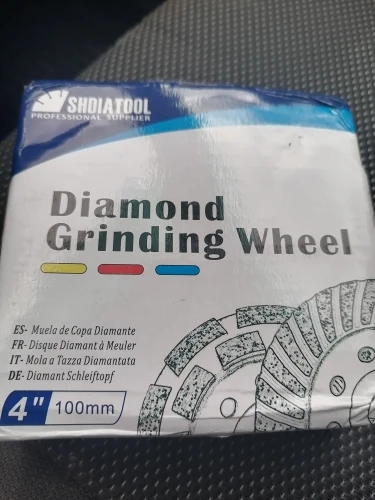 SHDIATOOL
PROFESSIONAL SUPPLIER
Diamond
Grinding Wheel
ES- Muela de Copa Diamante
FR- Disque Diamant à Meuler
IT- Mola a Tazza Diamantata
DE- Diamant Schleiftopf
4" 100mm